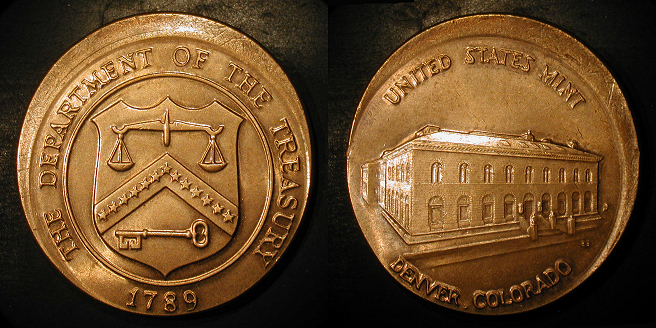 THE DEPARTMENT OF THE TREASURY
1789
UNITED STATES MINT
DENVER, COLORADO